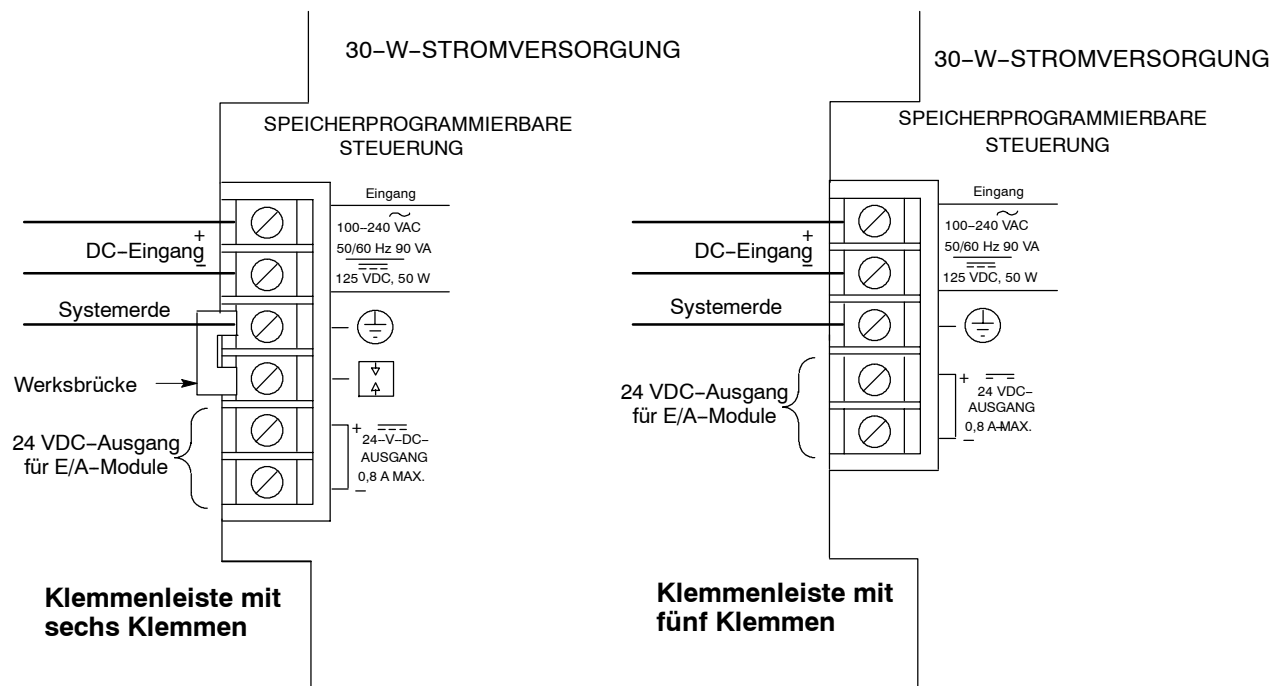 30–W–STROMVERSORGUNG
SPEICHERPROGRAMMIERBARE
STEUERUNG
Eingang
100–240 VAC
50/60 Hz 90 VA
125 VDC, 50 W
+
DC–Eingang
–
Systemerde
Werksbrücke
24 VDC–Ausgang
für E/A–Module
+
24–V–DC–
AUSGANG
0,8 A MAX.
–
Klemmenleiste mit
sechs Klemmen
30–W–STROMVERSORGUNG
SPEICHERPROGRAMMIERBARE
STEUERUNG
Eingang
100–240 VAC
50/60 Hz 90 VA
125 VDC, 50 W
+
DC–Eingang
–
Systemerde
24 VDC–Ausgang
für E/A–Module
+
24 VDC–
AUSGANG
0,8 A–MAX.
–
Klemmenleiste mit
fünf Klemmen